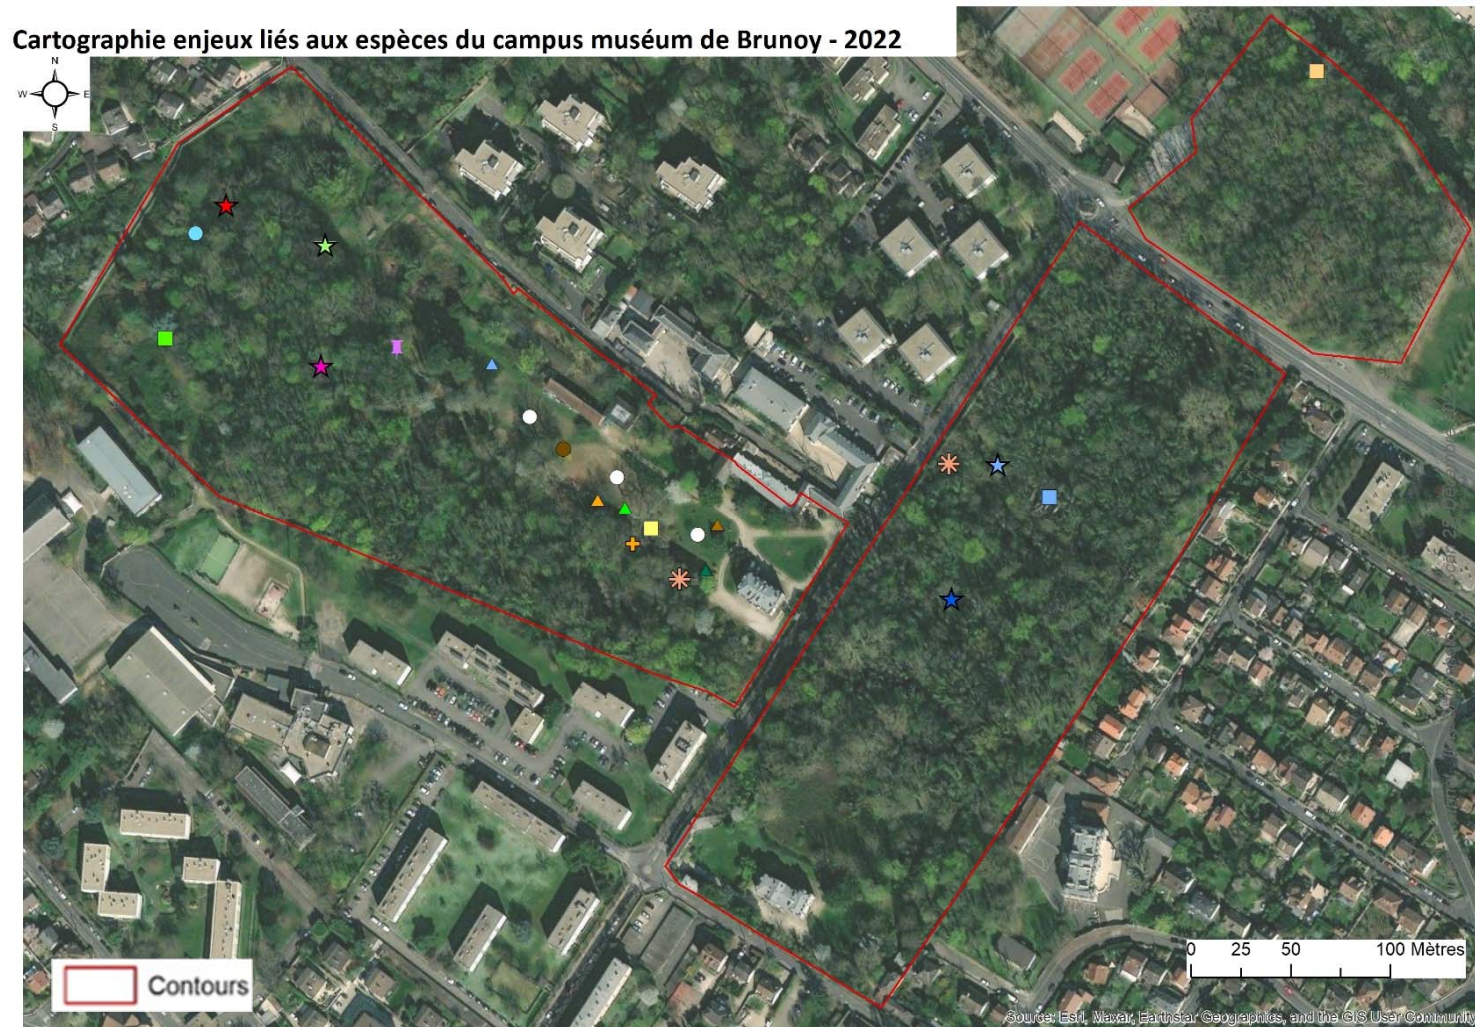 Cartographie enjeux liés aux espèces du campus muséum de Brunoy - 2022
N
W E
S
0 25 50 100 Mètres
Contours
Source: Esri, Maxar, Earthstar Geographics, and the GIS User Community